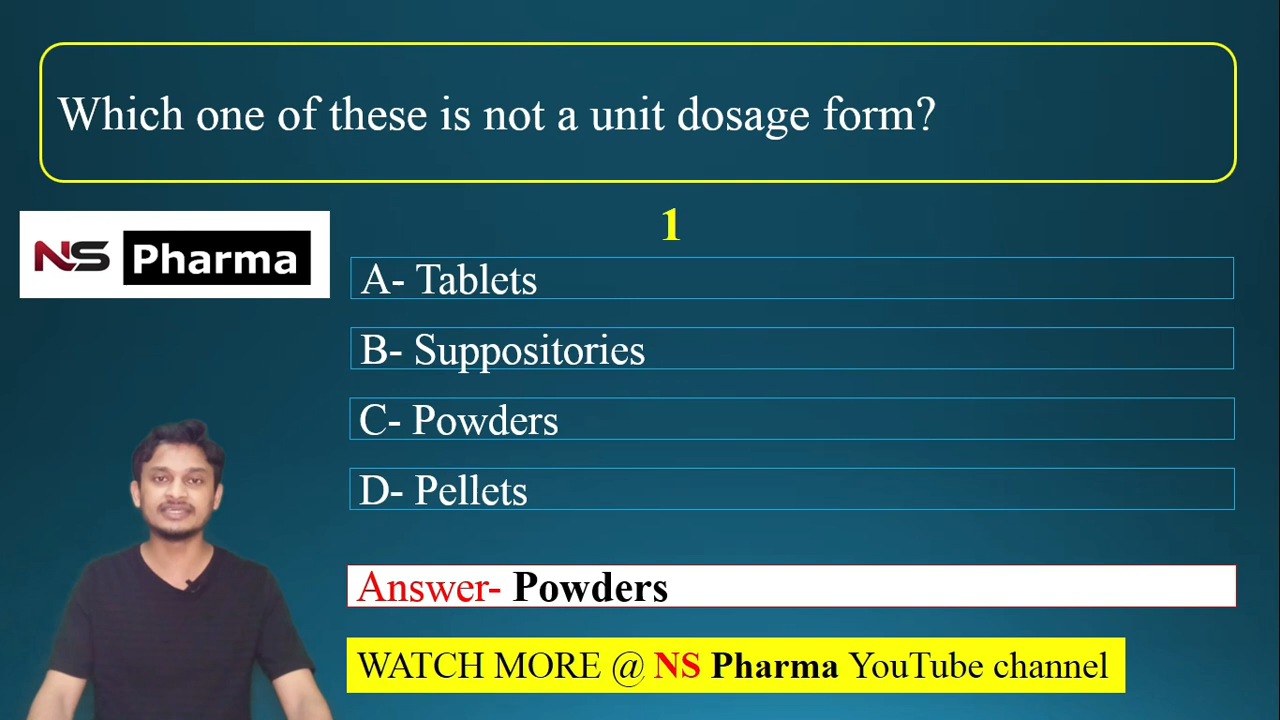 Which one of these is not a unit dosage form?
1
NS Pharma
A- Tablets
B- Suppositories
C- Powders
D- Pellets
Answer- Powders
WATCH MORE @ NS Pharma YouTube channel